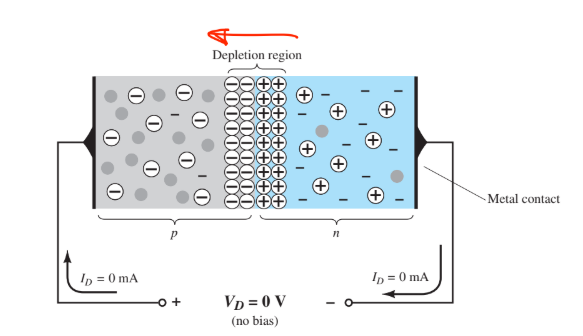 Depletion region
Metal contact
p
n
I_D = 0 mA
I_D = 0 mA
+
V_D = 0 V
−
(no bias)